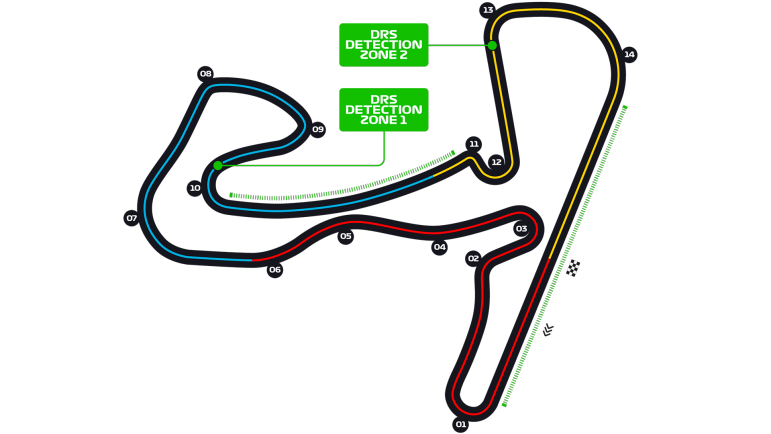 13
DRS
DETECTION
ZONE 2
14
08
DRS
DETECTION
ZONE 1
09
11
12
10
07
03
05
04
02
06
01